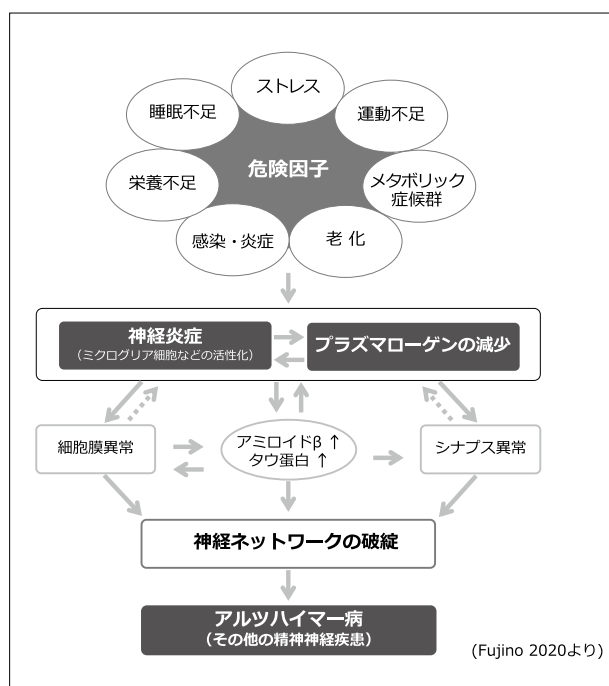 ストレス
睡眠不足
運動不足
危険因子
栄養不足
メタボリック
症候群
感染・炎症
老 化
神経炎症
(ミクログリア細胞などの活性化)
プラズマローゲンの減少
細胞膜異常
アミロイドβ ↑
タウ蛋白 ↑
シナプス異常
神経ネットワークの破綻
アルツハイマー病
(その他の精神神経疾患)
(Fujino 2020より)